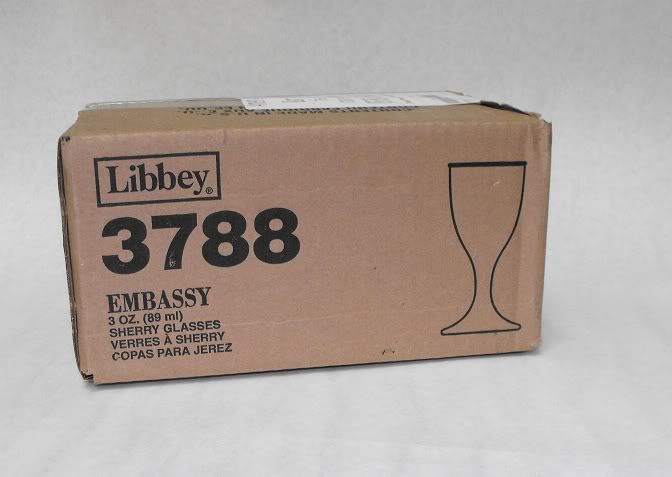 Libbey®
3788
EMBASSY
3 OZ. (89 ml)
SHERRY GLASSES
VERRES À SHERRY
COPAS PARA JEREZ